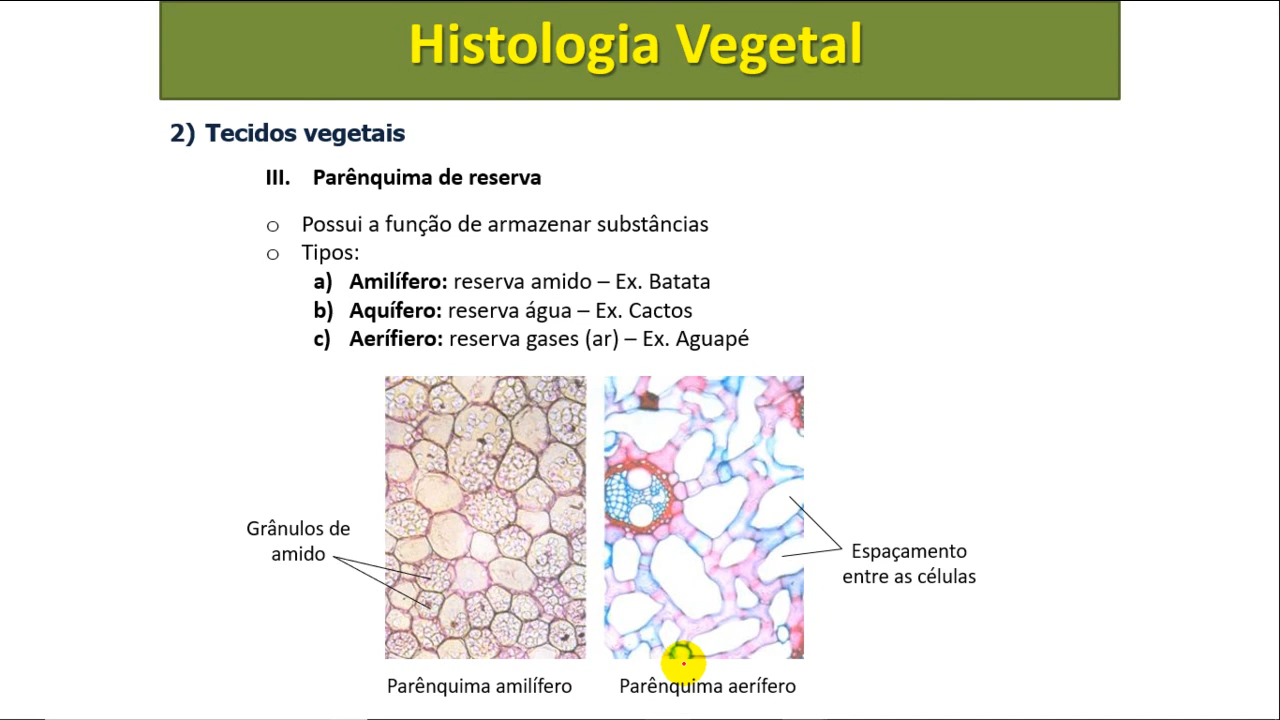 Histologia Vegetal
2) Tecidos vegetais
III. Parênquima de reserva
o Possui a função de armazenar substâncias
o Tipos:
a) Amilífero: reserva amido – Ex. Batata
b) Aquífero: reserva água – Ex. Cactos
c) Aerífiero: reserva gases (ar) – Ex. Aguapé
Grânulos de
amido
Espaçamento
entre as células
Parênquima amilífero
Parênquima aerífero